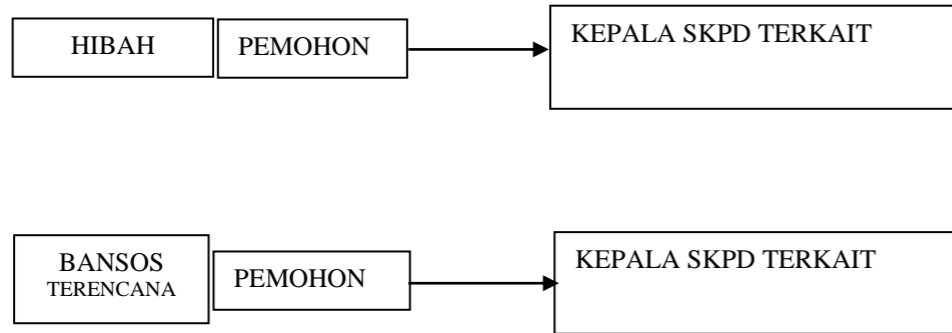 HIBAH
PEMOHON
KEPALA SKPD TERKAIT
BANSOS
TERENCANA
PEMOHON
KEPALA SKPD TERKAIT